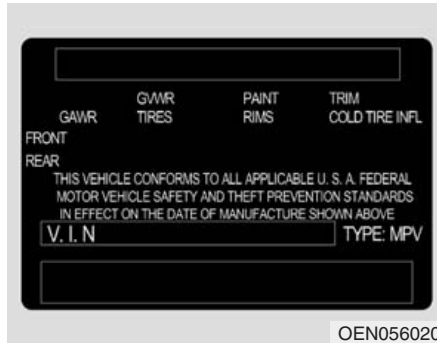 GVWR PAINT TRIM
GAWR TIRES RIMS COLD TIRE INFL
FRONT
REAR
THIS VEHICLE CONFORMS TO ALL APPLICABLE U. S. A. FEDERAL
MOTOR VEHICLE SAFETY AND THEFT PREVENTION STANDARDS
IN EFFECT ON THE DATE OF MANUFACTURE SHOWN ABOVE
V. I. N TYPE: MPV
OEN056020